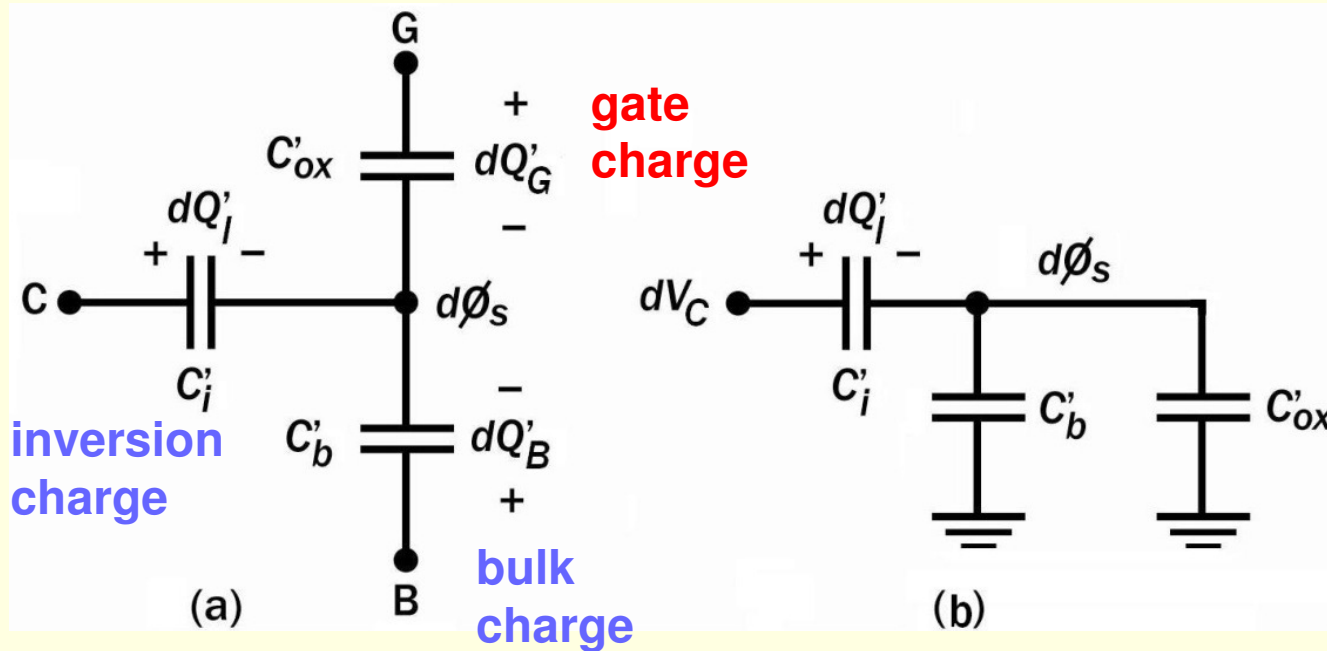 G
+
gate
charge
C'ox
dQ'G
−
dQ'I
+ −
C
døs
C'i
inversion
charge
−
C'b
dQ'B
+
B
bulk
charge
(a)
dQ'I
+ −
dVC
døs
C'i
C'b
C'ox
(b)